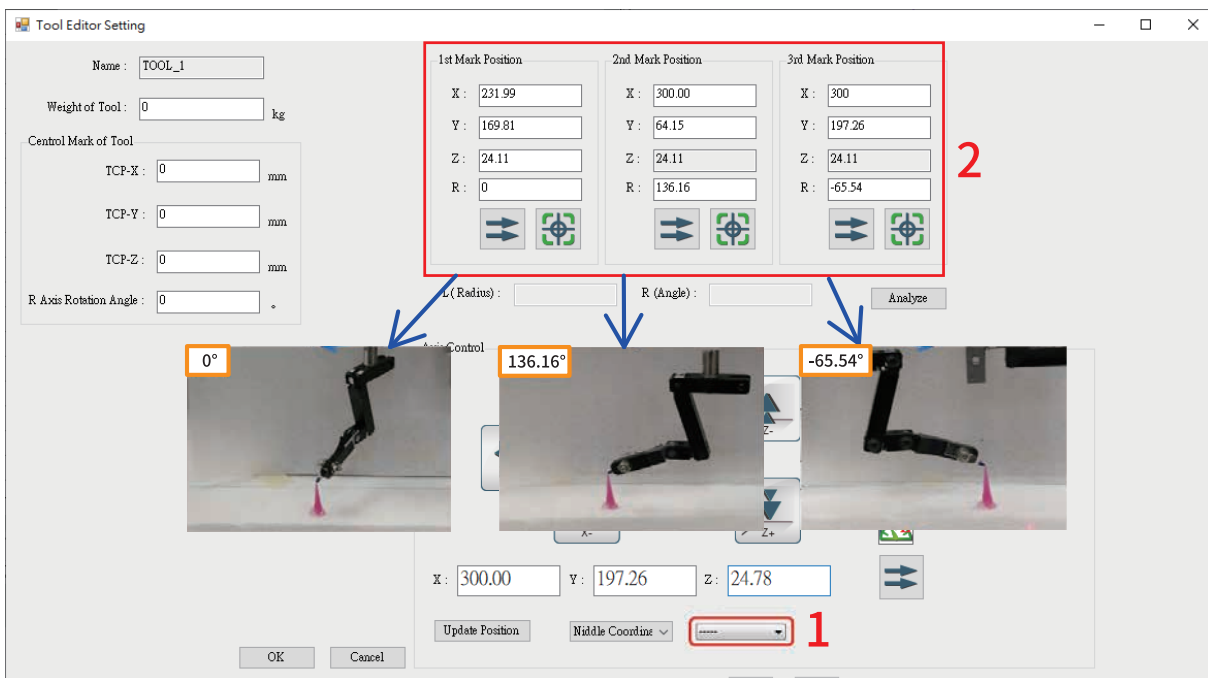 Tool Editor Setting
Name : TOOL_1
Weight of Tool : 0 kg
Central Mark of Tool
TCP-X : 0 mm
TCP-Y : 0 mm
TCP-Z : 0 mm
R Axis Rotation Angle : 0 °
1st Mark Position
X : 231.99
Y : 169.81
Z : 24.11
R : 0
2nd Mark Position
X : 300.00
Y : 64.15
Z : 24.11
R : 136.16
3rd Mark Position
X : 300
Y : 197.26
Z : 24.11
R : -65.54
2
L ( Radius) :
R (Angle) :
Analyze
Control
0°
136.16°
-65.54°
Z-
X-
Z+
X : 300.00 Y : 197.26 Z : 24.78
Update Position
Niddle Coordina
-----
1
OK
Cancel